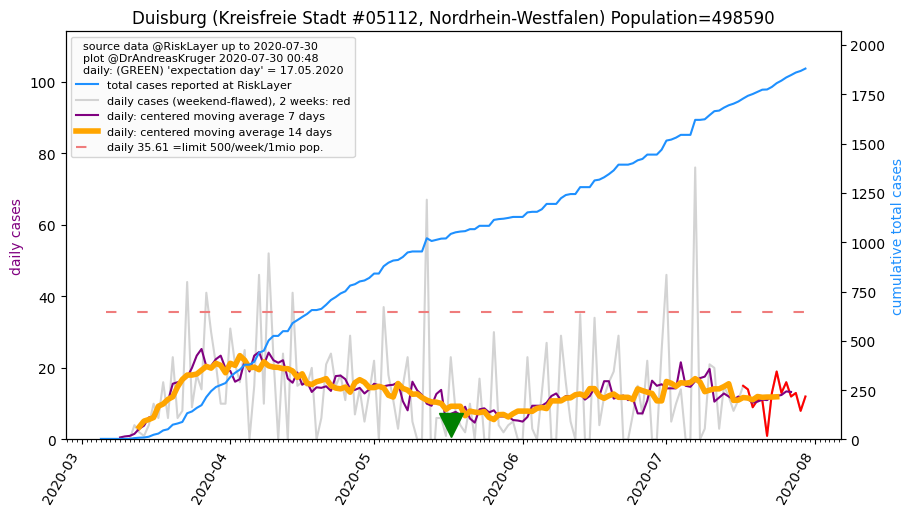 Duisburg (Kreisfreie Stadt #05112, Nordrhein-Westfalen) Population=498590
source data @RiskLayer up to 2020-07-30
plot @DrAndreasKruger 2020-07-30 00:48
daily: (GREEN) 'expectation day' = 17.05.2020
total cases reported at RiskLayer
daily cases (weekend-flawed), 2 weeks: red
daily: centered moving average 7 days
daily: centered moving average 14 days
daily 35.61 =limit 500/week/1mio pop.
daily cases
100
80
60
40
20
0
cumulative total cases
2000
1750
1500
1250
1000
750
500
250
0
2020-03
2020-04
2020-05
2020-06
2020-07
2020-08